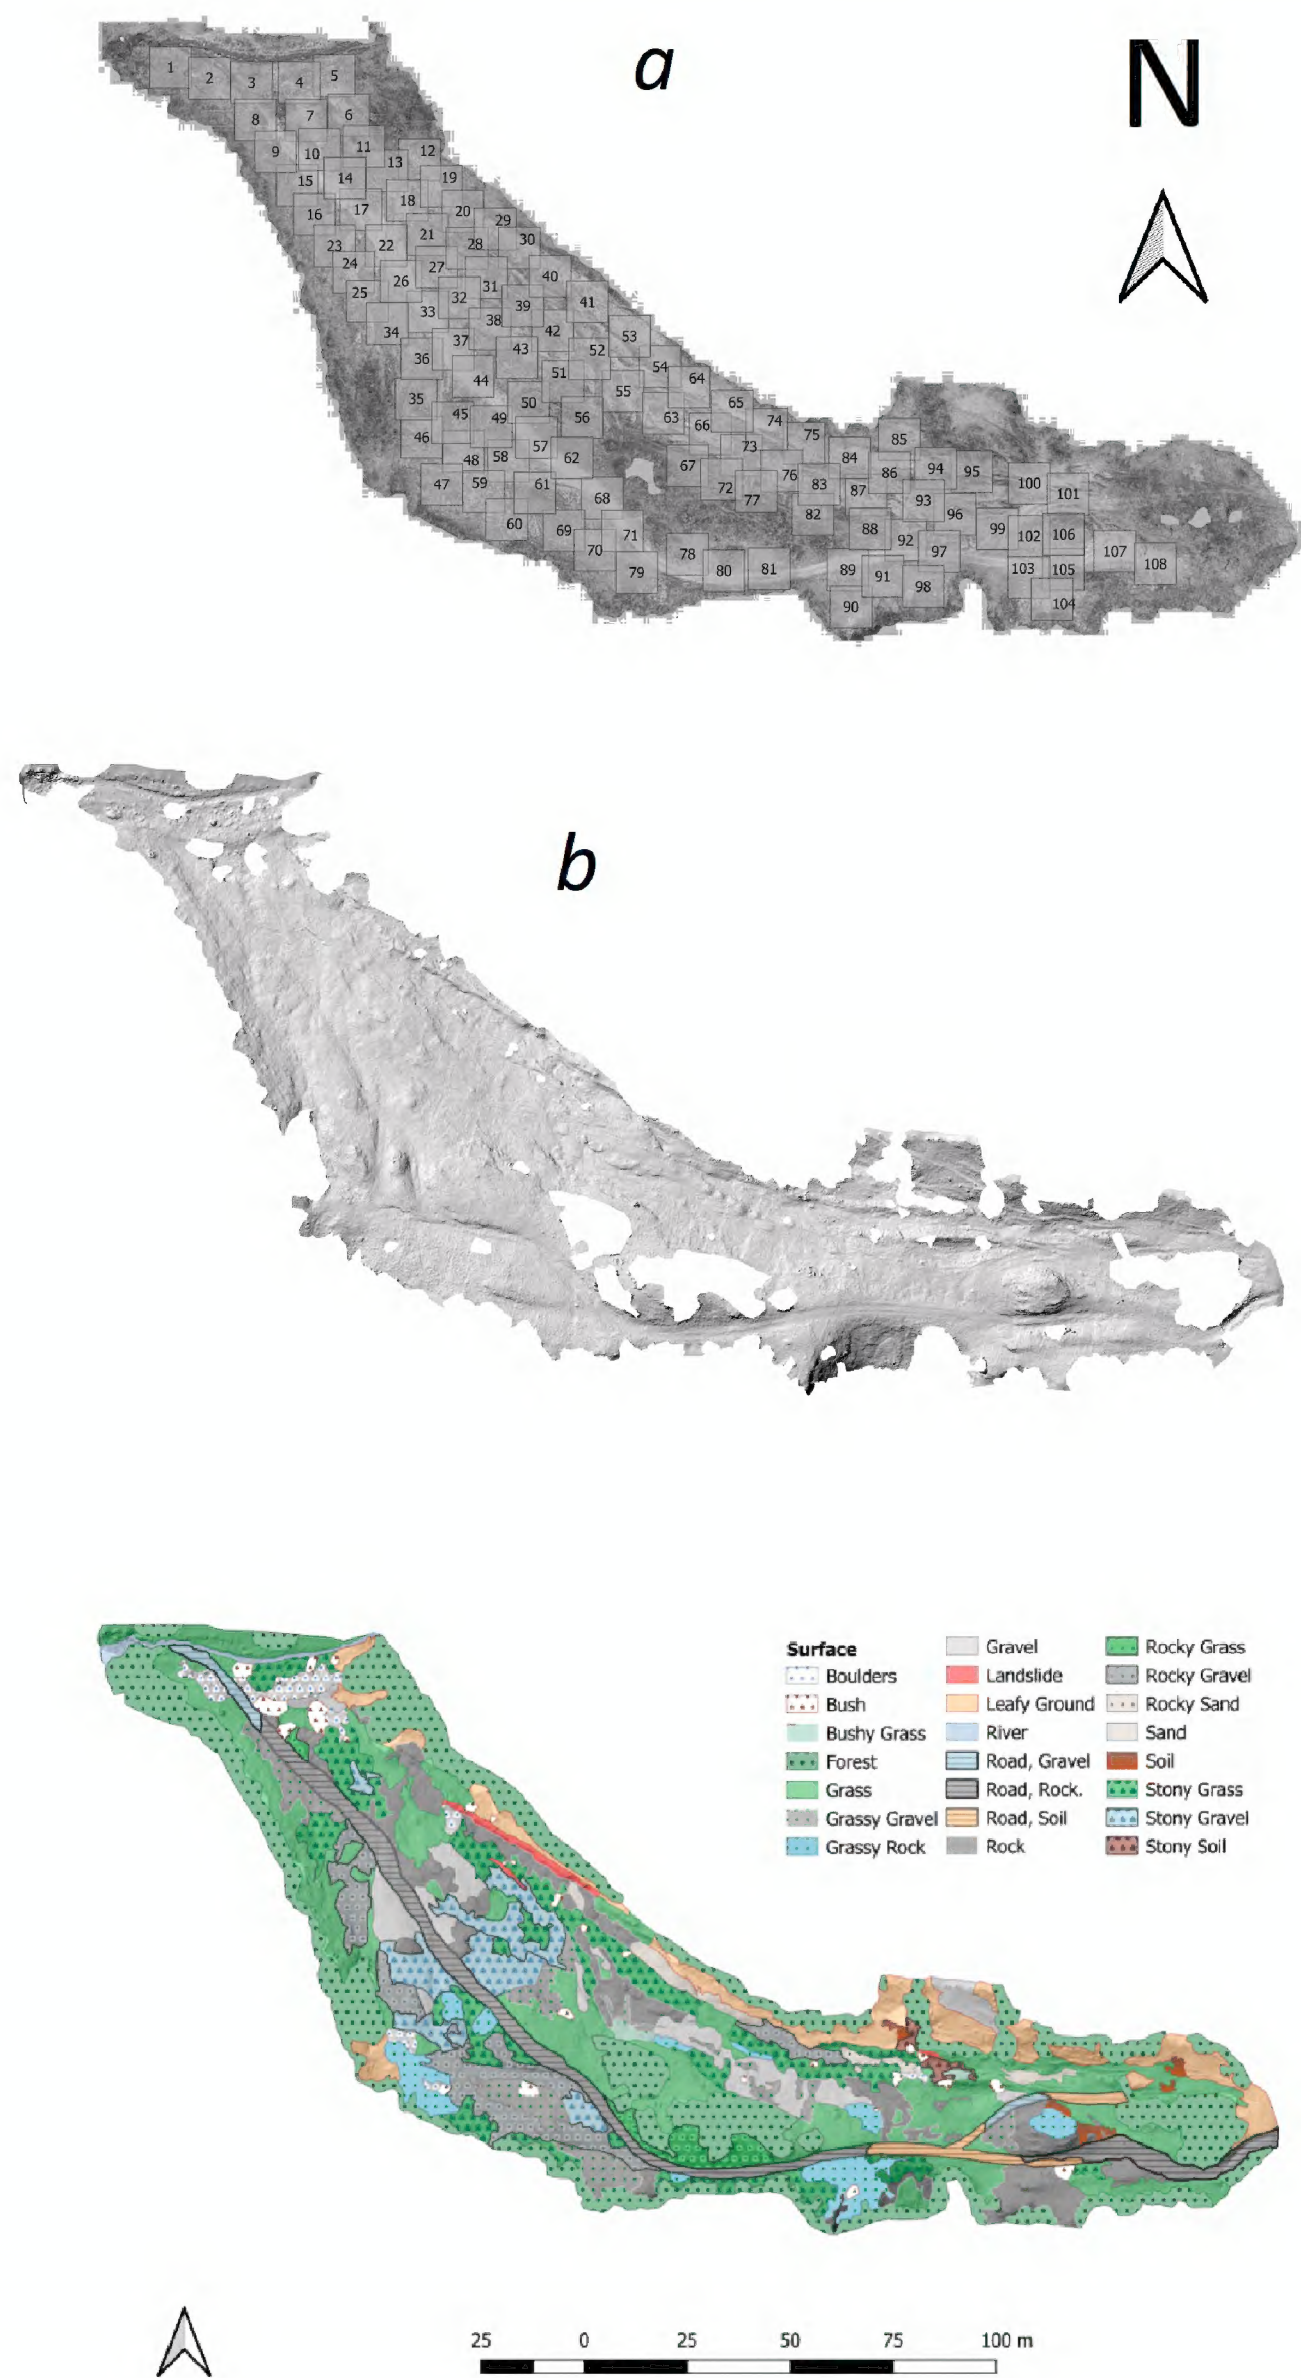 a
N
1 2 3 4 5
8 7 6
9 10 11 13 12
15 14 19
16 17 18 20 29
23 22 21 28 30
24 26 27 31 40
25 33 32 39 41
34 37 38 42 53
36 44 43 52 54 64
35 45 49 50 51 55 65
46 48 58 57 56 63 66 74
47 59 61 62 67 73 75 85
60 69 68 72 77 76 83 84 86 94 95 100
70 71 82 87 93 96 101
79 78 80 81 88 92 97 99 102 106 107
89 91 98 103 105 108
90 104
b
Surface
Boulders
Bush
Bushy Grass
Forest
Grass
Grassy Gravel
Grassy Rock
Gravel
Landslide
Leafy Ground
River
Road, Gravel
Road, Rock.
Road, Soil
Rock
Rocky Grass
Rocky Gravel
Rocky Sand
Sand
Soil
Stony Grass
Stony Gravel
Stony Soil
25 0 25 50 75 100 m